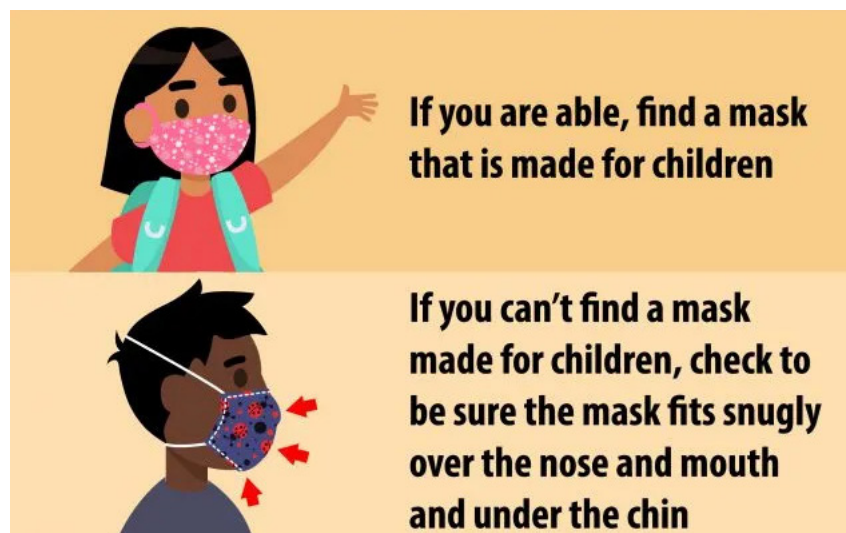 If you are able, find a mask
that is made for children
If you can’t find a mask
made for children, check to
be sure the mask fits snugly
over the nose and mouth
and under the chin